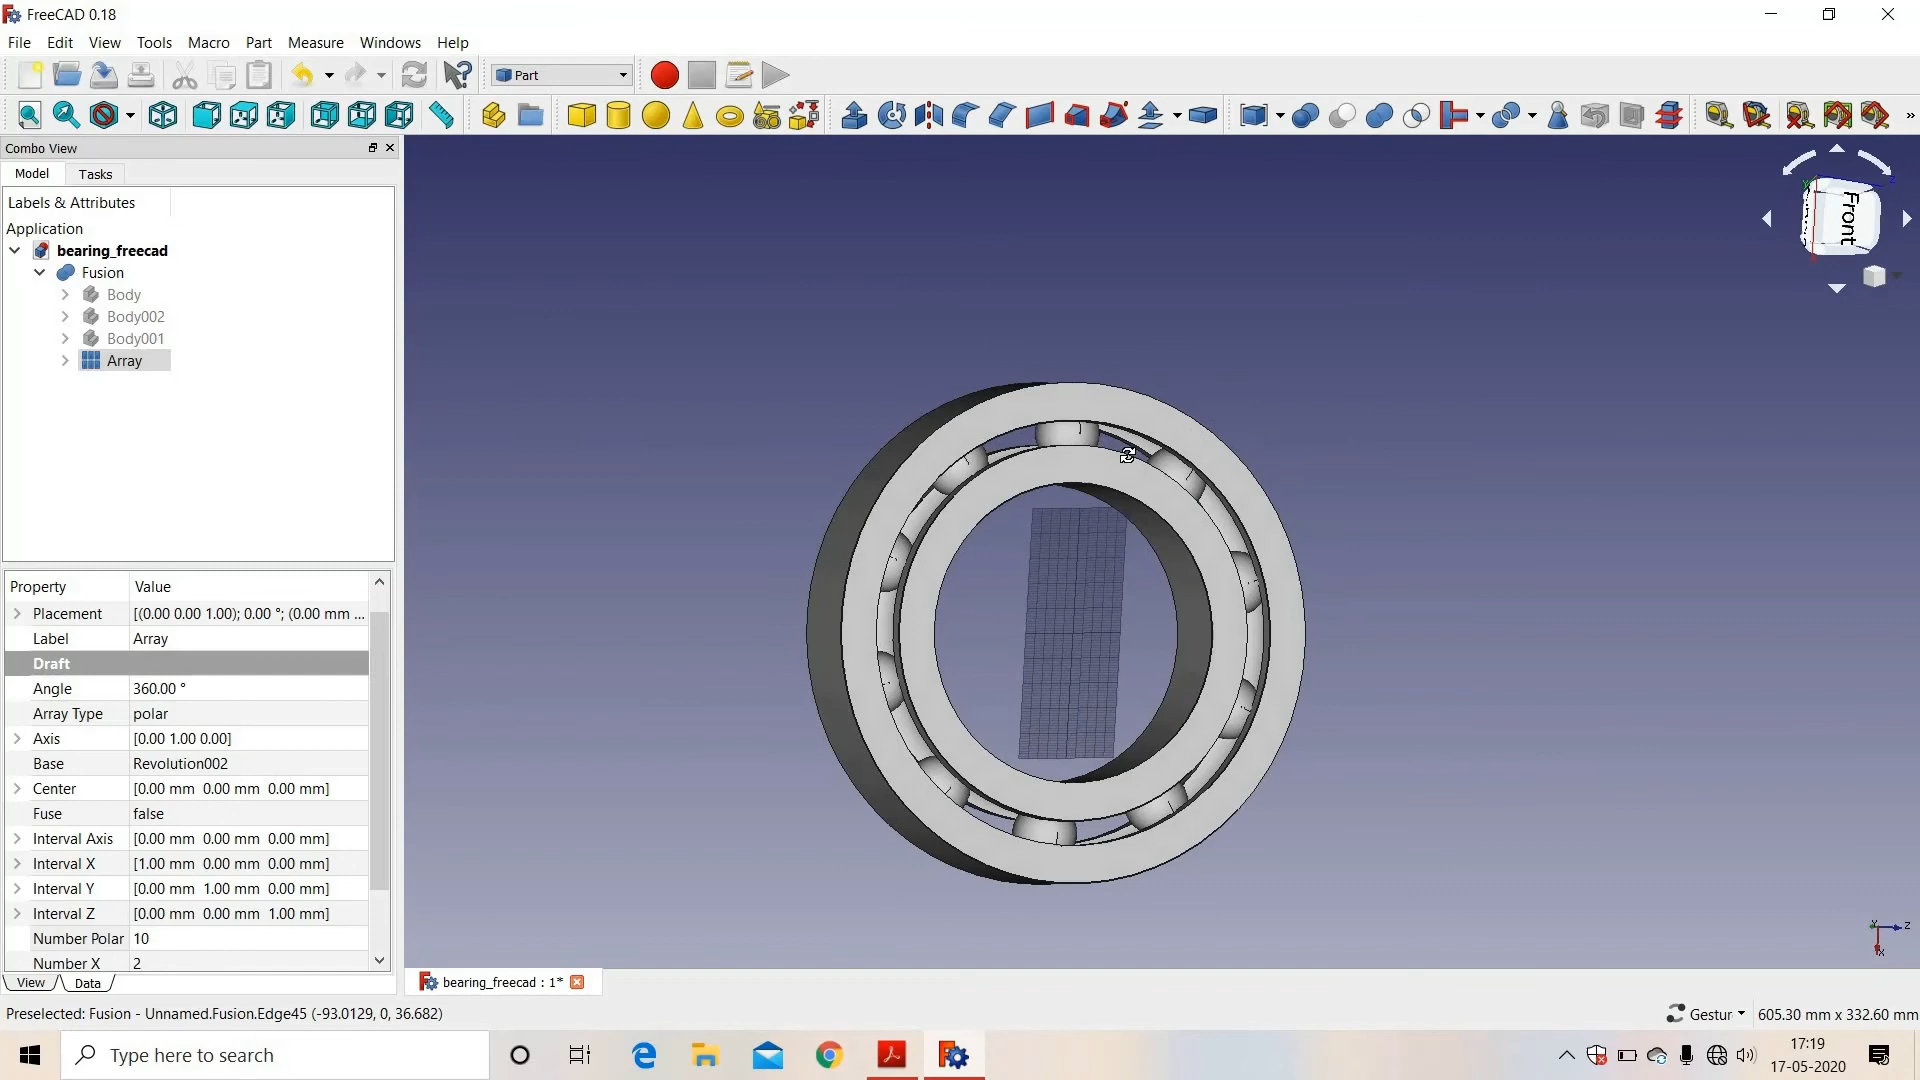 FreeCAD 0.18
File Edit View Tools Macro Part Measure Windows Help
Part
Combo View
Model Tasks
Labels & Attributes
Application
bearing_freecad
Fusion
Body
Body002
Body001
Array
Property Value
Placement [(0.00 0.00 1.00); 0.00 °; (0.00 mm ...
Label Array
Draft
Angle 360.00 °
Array Type polar
Axis [0.00 1.00 0.00]
Base Revolution002
Center [0.00 mm 0.00 mm 0.00 mm]
Fuse false
Interval Axis [0.00 mm 0.00 mm 0.00 mm]
Interval X [1.00 mm 0.00 mm 0.00 mm]
Interval Y [0.00 mm 1.00 mm 0.00 mm]
Interval Z [0.00 mm 0.00 mm 1.00 mm]
Number Polar 10
Number X 2
View Data
Front
Y Z
X
bearing_freecad : 1*
Preselected: Fusion - Unnamed.Fusion.Edge45 (-93.0129, 0, 36.682)
Gestur 605.30 mm x 332.60 mm
Type here to search
17:19
17-05-2020